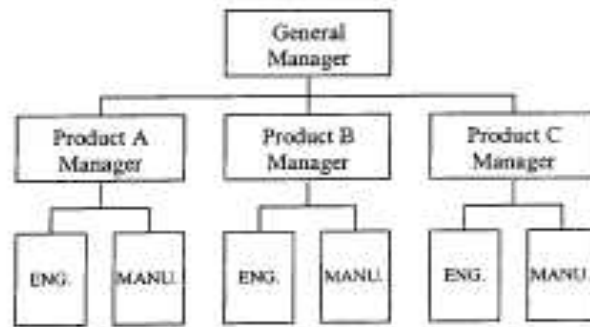 General
Manager
Product A
Manager
Product B
Manager
Product C
Manager
ENG.
MANU.
ENG.
MANU.
ENG.
MANU.